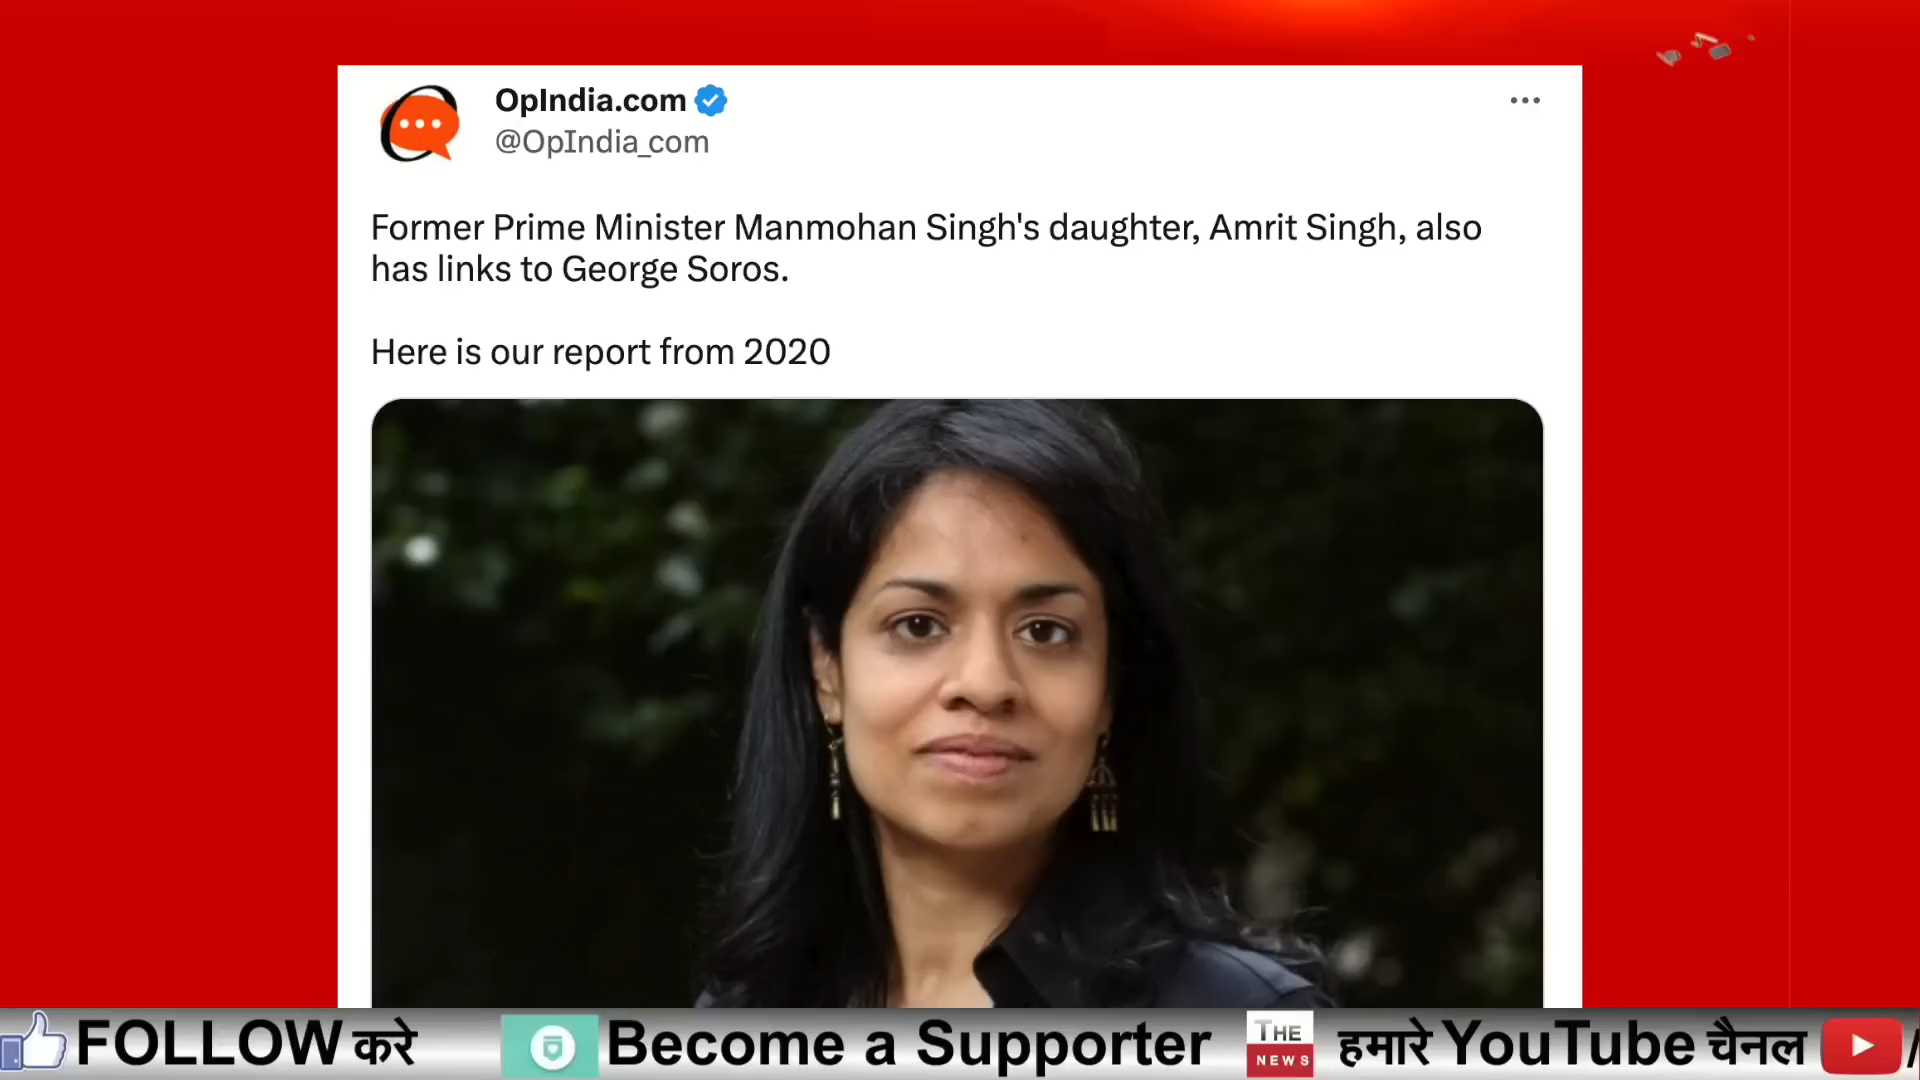 OpIndia.com
@OpIndia_com
Former Prime Minister Manmohan Singh's daughter, Amrit Singh, also
has links to George Soros.
Here is our report from 2020
FOLLOW करे Become a Supporter THE NEWS हमारे YouTube चैनल /